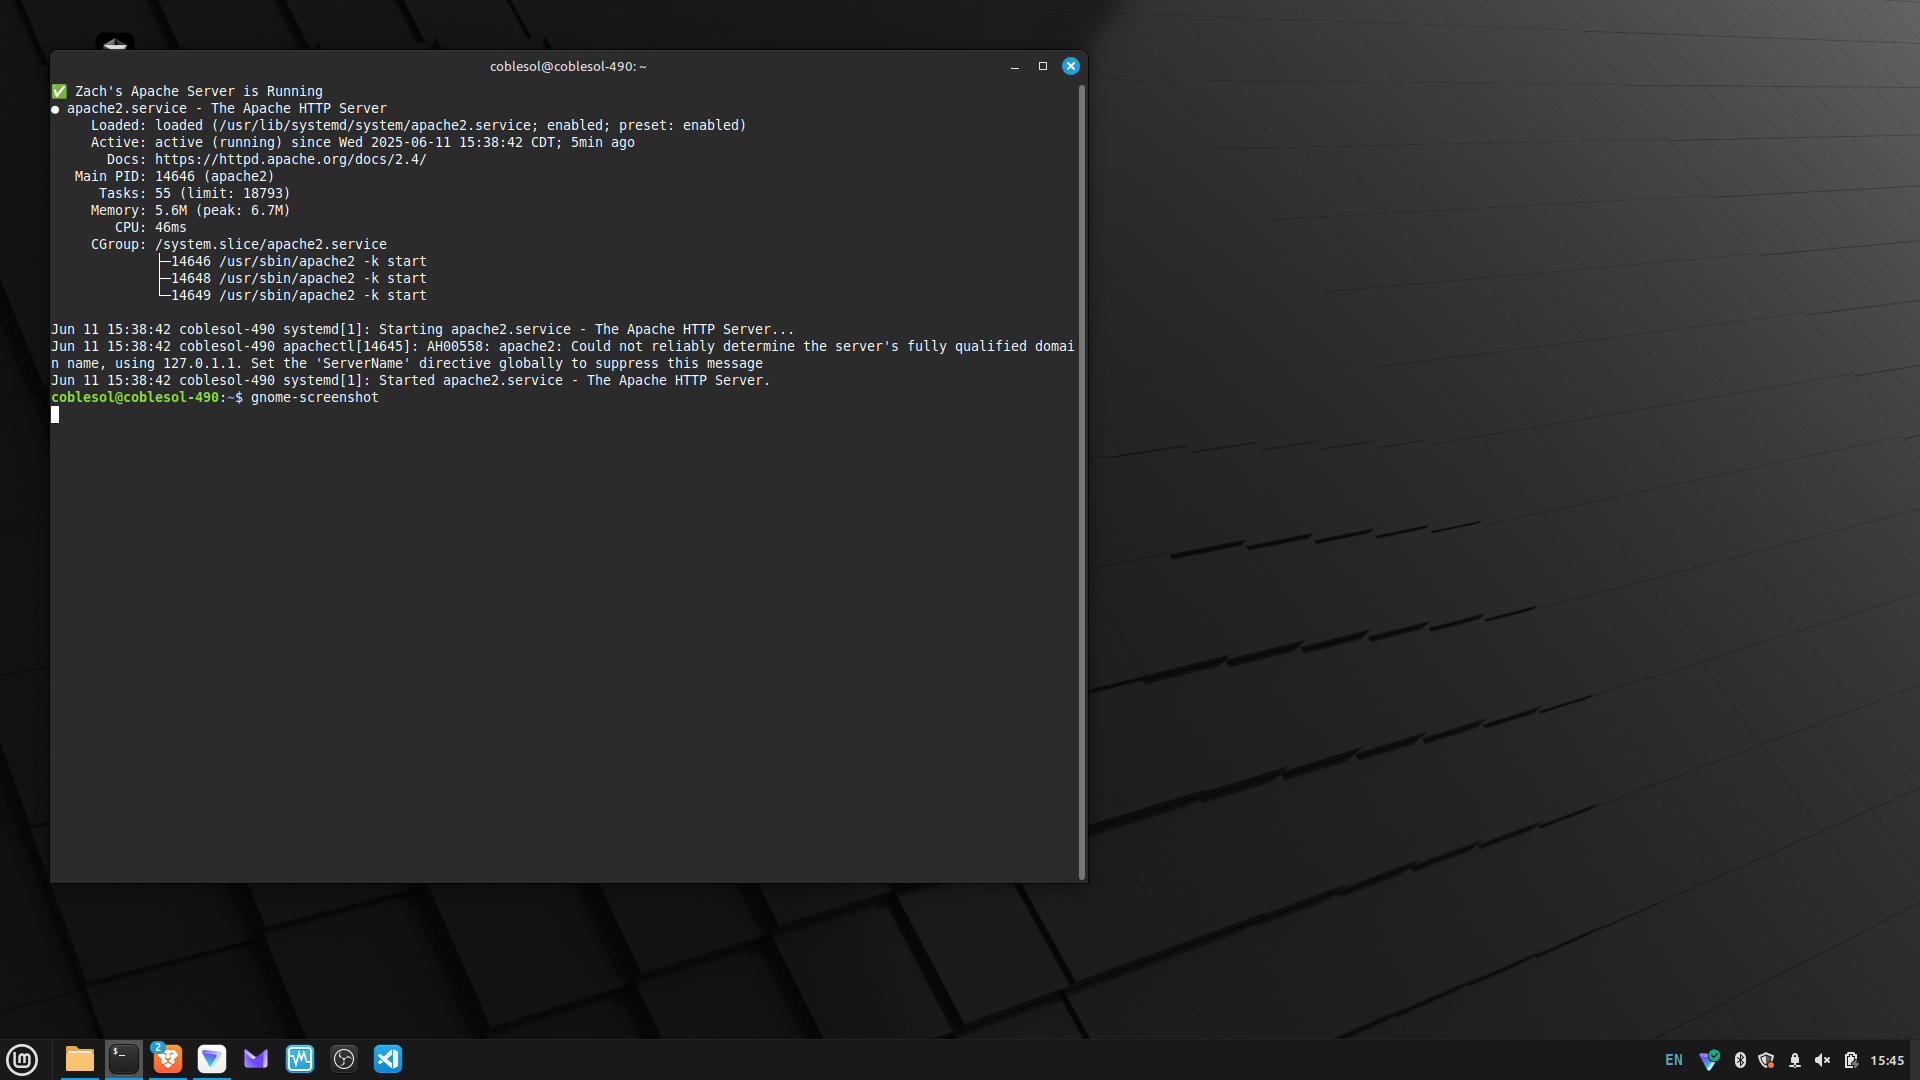 coblesol@coblesol-490: ~
✅ Zach's Apache Server is Running
● apache2.service - The Apache HTTP Server
     Loaded: loaded (/usr/lib/systemd/system/apache2.service; enabled; preset: enabled)
     Active: active (running) since Wed 2025-06-11 15:38:42 CDT; 5min ago
       Docs: https://httpd.apache.org/docs/2.4/
   Main PID: 14646 (apache2)
      Tasks: 55 (limit: 18793)
     Memory: 5.6M (peak: 6.7M)
        CPU: 46ms
     CGroup: /system.slice/apache2.service
             ├─14646 /usr/sbin/apache2 -k start
             ├─14648 /usr/sbin/apache2 -k start
             └─14649 /usr/sbin/apache2 -k start
Jun 11 15:38:42 coblesol-490 systemd[1]: Starting apache2.service - The Apache HTTP Server...
Jun 11 15:38:42 coblesol-490 apachectl[14645]: AH00558: apache2: Could not reliably determine the server's fully qualified domai
n name, using 127.0.1.1. Set the 'ServerName' directive globally to suppress this message
Jun 11 15:38:42 coblesol-490 systemd[1]: Started apache2.service - The Apache HTTP Server.
coblesol@coblesol-490:~$ gnome-screenshot
$_
2
EN
15:45